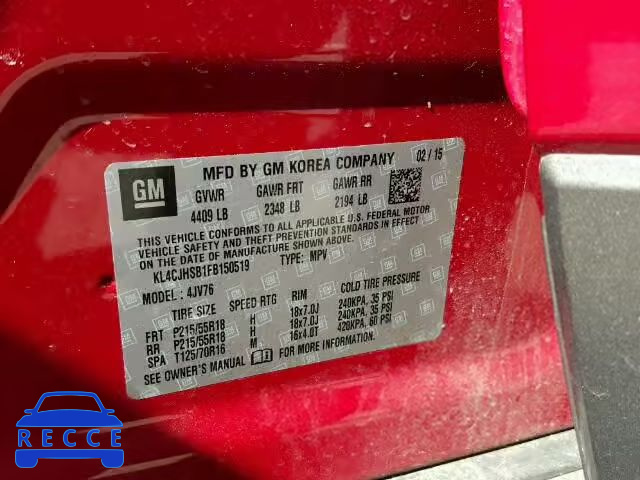 MFD BY GM KOREA COMPANY 02 / 15
GM
GVWR GAWR FRT GAWR RR
4409 LB 2348 LB 2194 LB
THIS VEHICLE CONFORMS TO ALL APPLICABLE U.S. FEDERAL MOTOR
VEHICLE SAFETY AND THEFT PREVENTION STANDARDS IN EFFECT ON
THE DATE OF MANUFACTURE SHOWN ABOVE.
KL4CJHSB1FB150519 TYPE: MPV
MODEL: 4JV76
TIRE SIZE SPEED RTG RIM COLD TIRE PRESSURE
FRT P215/55R18 H 18x7.0J 240KPA, 35 PSI
RR P215/55R18 H 18x7.0J 240KPA, 35 PSI
SPA T125/70R16 M 16x4.0T 420KPA, 60 PSI
SEE OWNER'S MANUAL FOR MORE INFORMATION.
RECCE